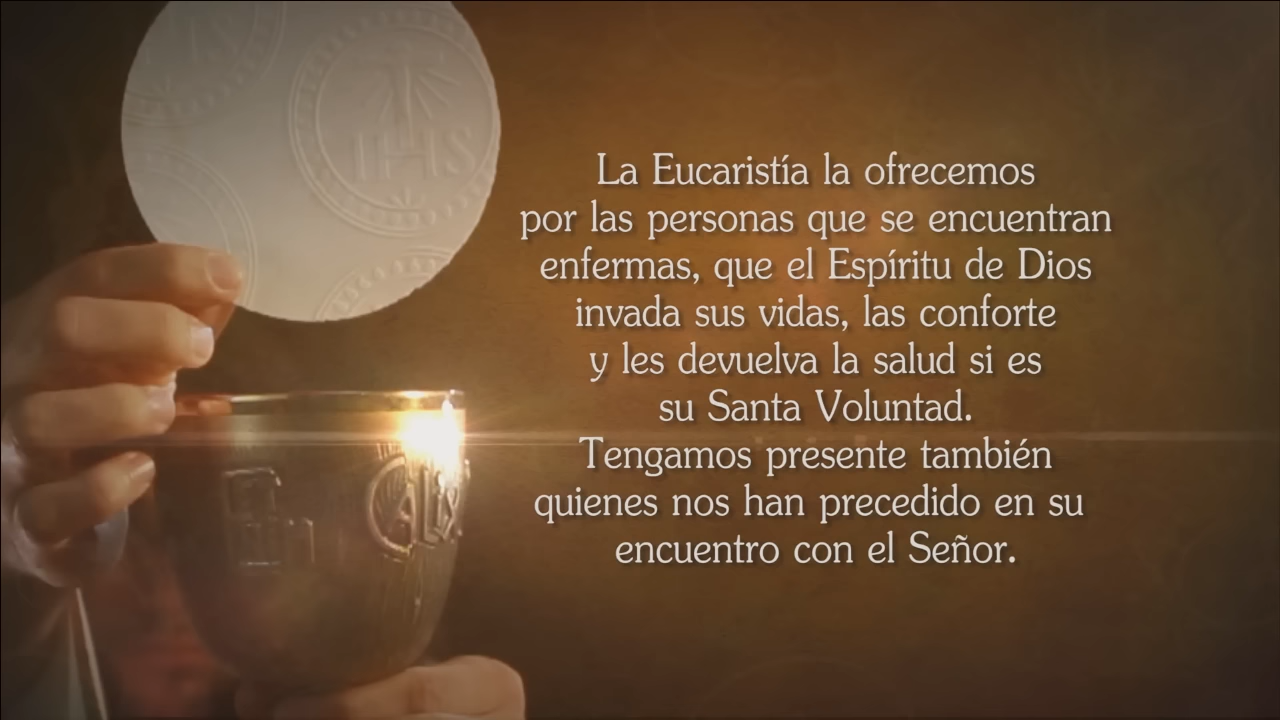 IHS
La Eucaristía la ofrecemos
por las personas que se encuentran
enfermas, que el Espíritu de Dios
invada sus vidas, las conforte
y les devuelva la salud si es
su Santa Voluntad.
Tengamos presente también
quienes nos han precedido en su
encuentro con el Señor.